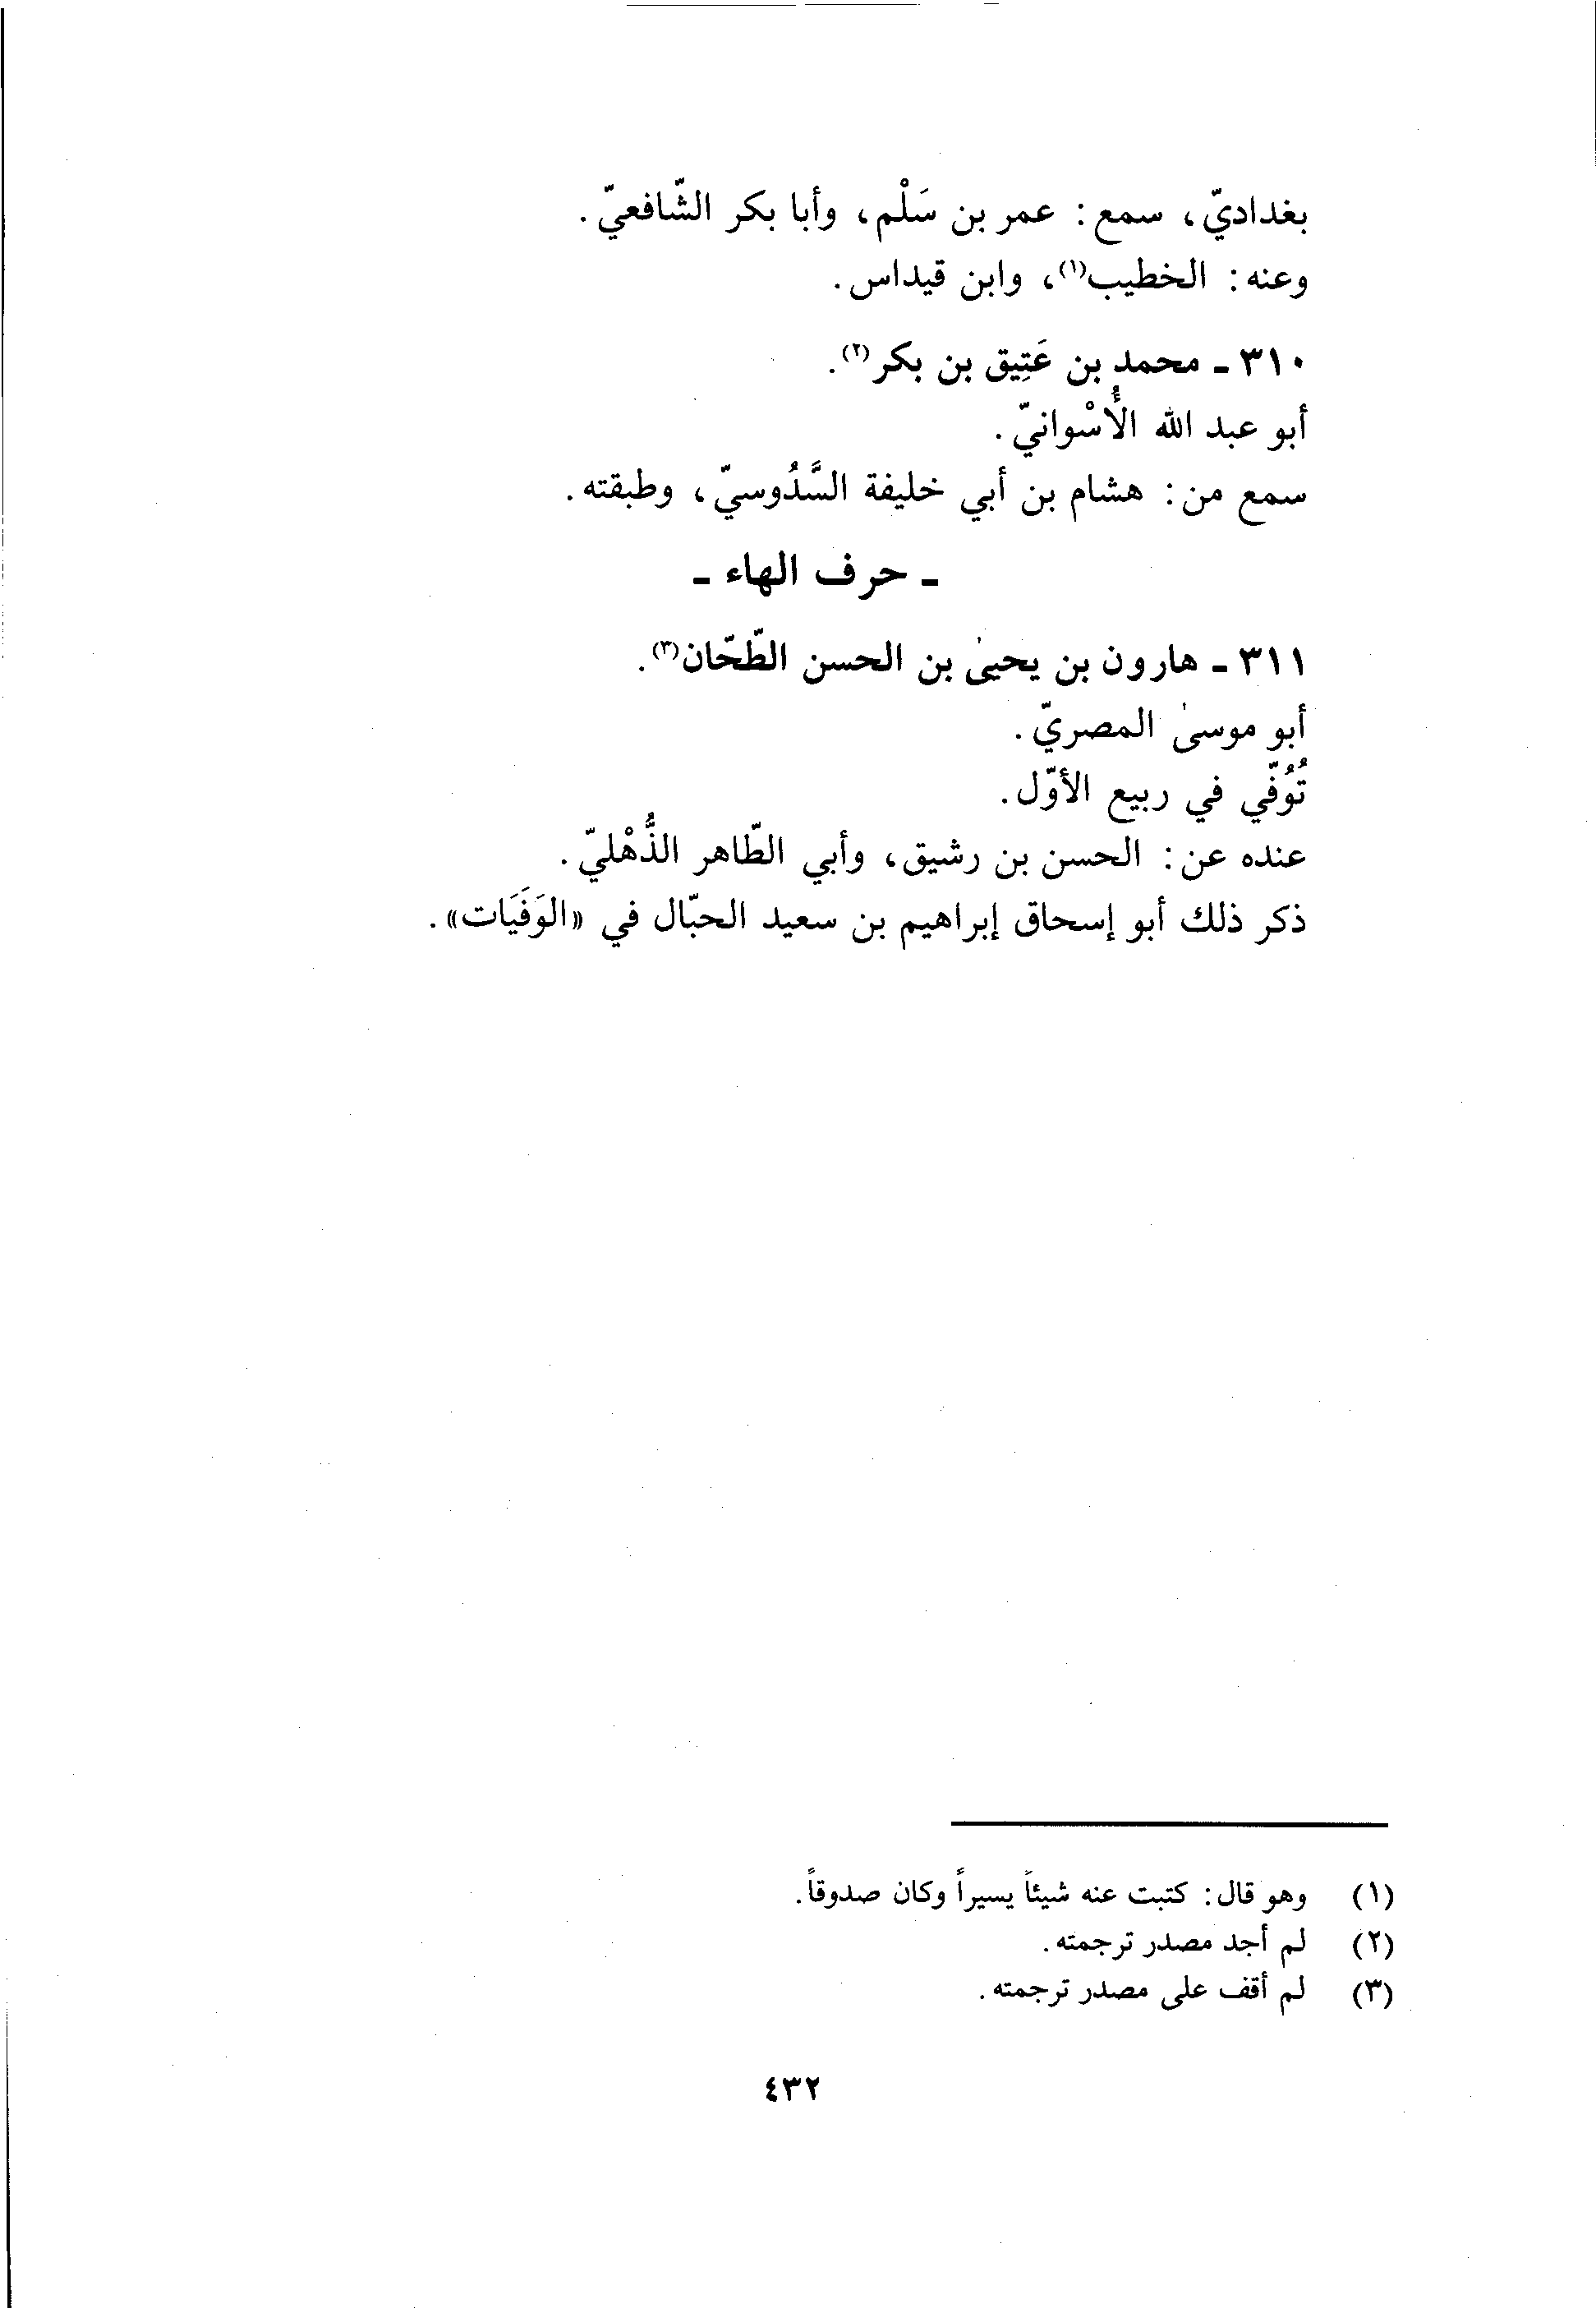 بغداديّ، سمع: عمر بن سَلْم، وأبا بكر الشّافعيّ.
وعنه: الخطيب(١)، وابن قيداس.
٣١٠ - محمد بن عَتِيق بن بكر(٢).
أبو عبد الله الأُسْوانيّ.
سمع من: هشام بن أبي خليفة السَّدُوسيّ، وطبقته.
- حرف الهاء -
٣١١ - هارون بن يحيىٰ بن الحسن الطّحّان(٣).
أبو موسىٰ المصريّ.
تُوُفّي في ربيع الأوّل.
عنده عن: الحسن بن رشيق، وأبي الطّاهر الذُّهْليّ.
ذكر ذلك أبو إسحاق إبراهيم بن سعيد الحبّال في «الوَفَيَات».
(١) وهو قال: كتبت عنه شيئاً يسيراً وكان صدوقاً.
(٢) لم أجد مصدر ترجمته.
(٣) لم أقف على مصدر ترجمته.
٤٣٢